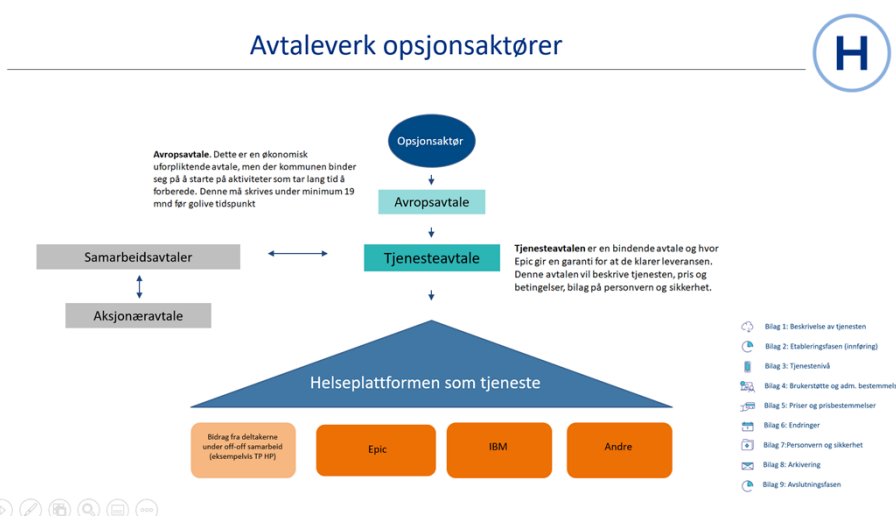 Avtaleverk opsjonsaktører
H
Opsjonsaktør
Avropsavtale. Dette er en økonomisk
uforpliktende avtale, men der kommunen binder
seg på å starte på aktiviteter som tar lang tid å
forberede. Denne må skrives under minimum 19
mnd før golive tidspunkt
Avropsavtale
Samarbeidsavtaler
Tjenesteavtale
Tjenesteavtalen er en bindende avtale og hvor
Epic gir en garanti for at de klarer leveransen.
Denne avtalen vil beskrive tjenesten, pris og
betingelser, bilag på personvern og sikkerhet.
Aksjonæravtale
Helseplattformen som tjeneste
Bidrag fra deltakerne
under off-off samarbeid
(eksempelvis TP HP)
Epic
IBM
Andre
Bilag 1: Beskrivelse av tjenesten
Bilag 2: Etableringsfasen (innføring)
Bilag 3: Tjenestenivå
Bilag 4: Brukerstøtte og adm. bestemmels
Bilag 5: Priser og prisbestemmelser
Bilag 6: Endringer
Bilag 7:Personvern og sikkerhet
Bilag 8: Arkivering
Bilag 9: Avslutningsfasen